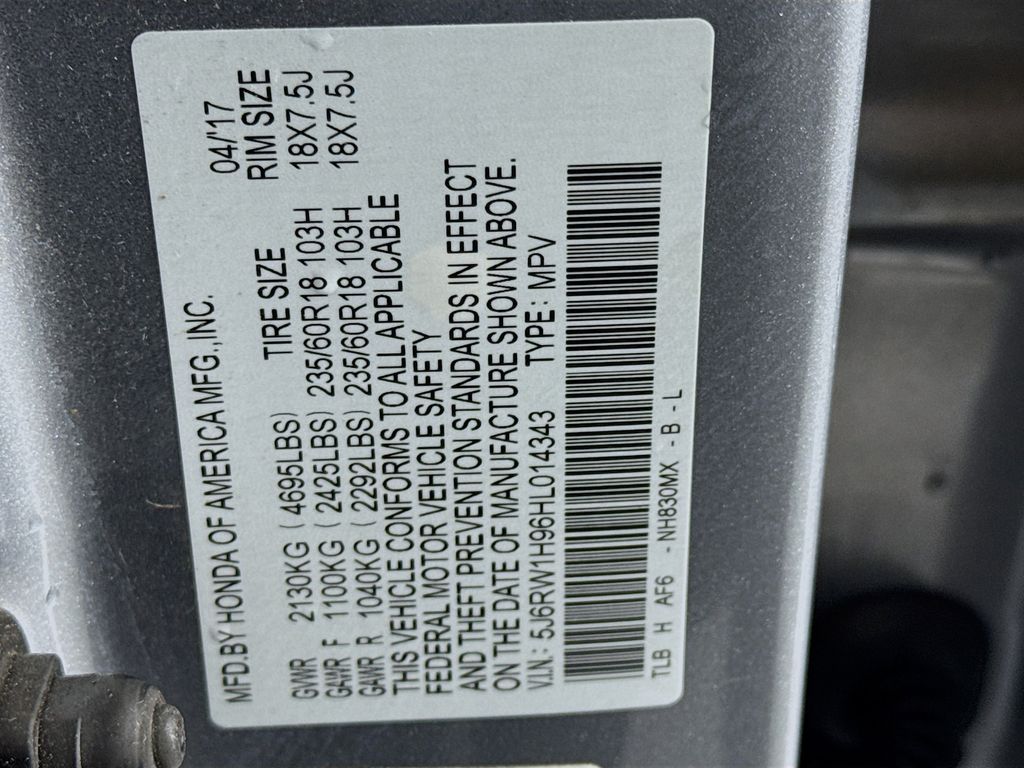 MFD.BY HONDA OF AMERICA MFG.,INC. 04/'17
TIRE SIZE RIM SIZE
GVWR 2130KG ( 4695LBS)
GAWR F 1100KG ( 2425LBS) 235/60R18 103H 18X7.5J
GAWR R 1040KG ( 2292LBS) 235/60R18 103H 18X7.5J
THIS VEHICLE CONFORMS TO ALL APPLICABLE
FEDERAL MOTOR VEHICLE SAFETY
AND THEFT PREVENTION STANDARDS IN EFFECT
ON THE DATE OF MANUFACTURE SHOWN ABOVE.
V.I.N: 5J6RW1H96HL014343 TYPE: MPV
TLB H AF6 - NH830MX - B - L